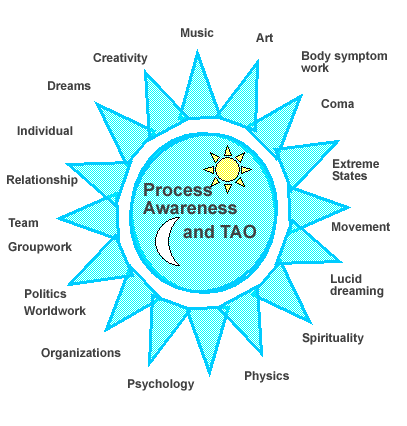 Music
Art
Body symptom
work
Coma
Extreme
States
Movement
Lucid
dreaming
Spirituality
Physics
Psychology
Organizations
Politics
Worldwork
Team
Groupwork
Relationship
Individual
Dreams
Creativity
Process
Awareness
and TAO